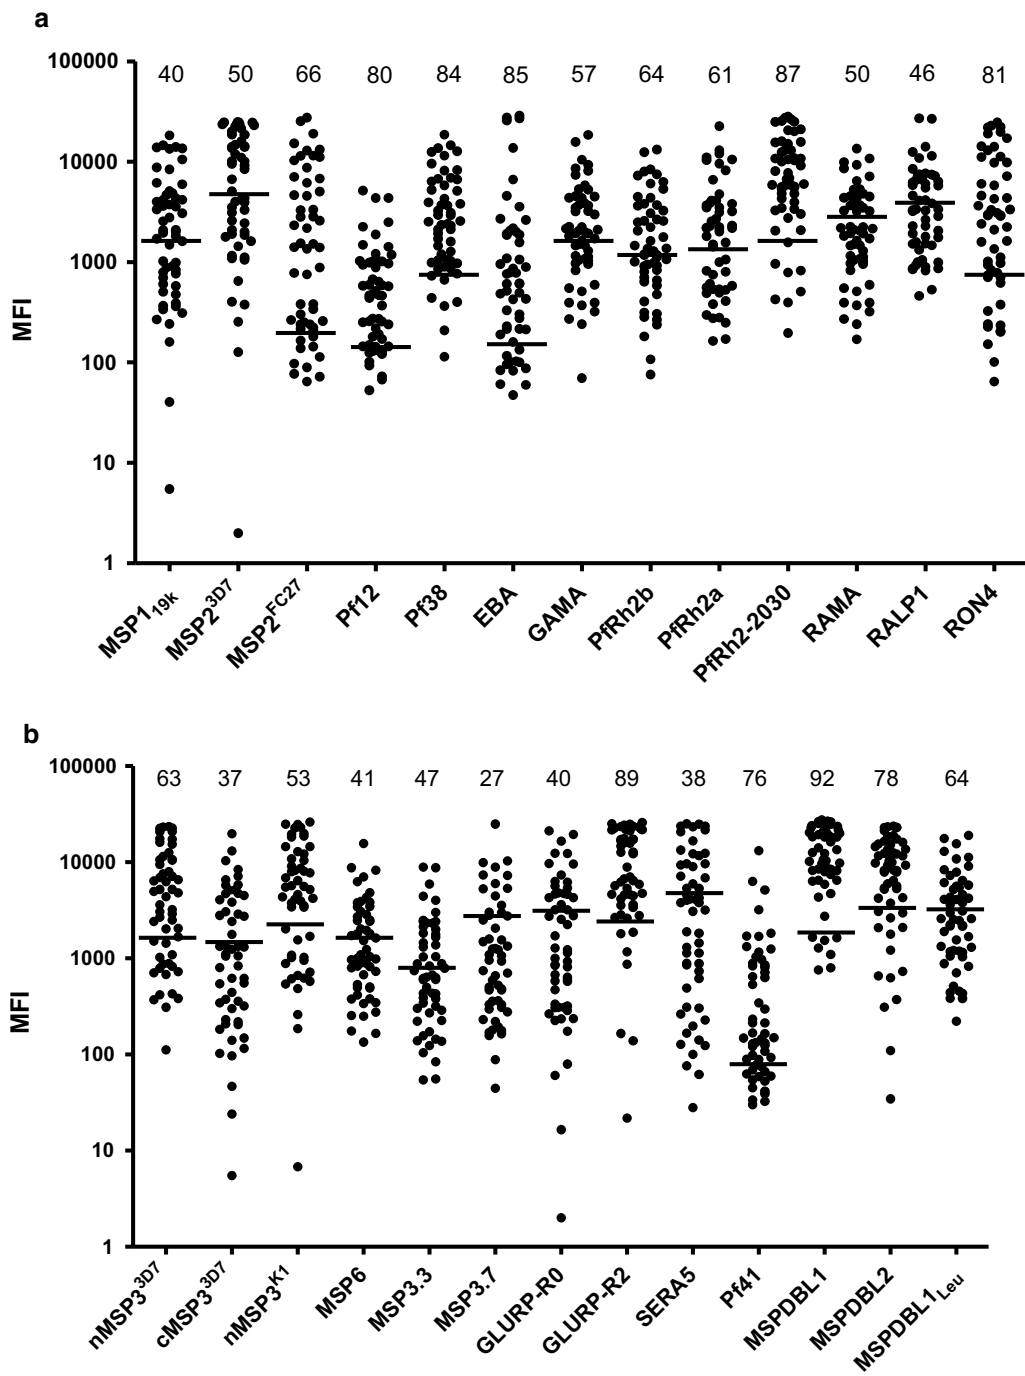 a
100000 40 50 66 80 84 85 57 64 61 87 50 46 81
10000
1000
100
10
1
MFI
MSP1₁₉ₖ MSP2³ᴰ⁷ MSP2ᶠᶜ²⁷ Pf12 Pf38 EBA GAMA PfRh2b PfRh2a PfRh2-2030 RAMA RALP1 RON4
b
100000 63 37 53 41 47 27 40 89 38 76 92 78 64
10000
1000
100
10
1
MFI
nMSP3³ᴰ⁷ cMSP3³ᴰ⁷ nMSP3ᴷ¹ MSP6 MSP3.3 MSP3.7 GLURP-R0 GLURP-R2 SERA5 Pf41 MSPDBL1 MSPDBL2 MSPDBL1Leu